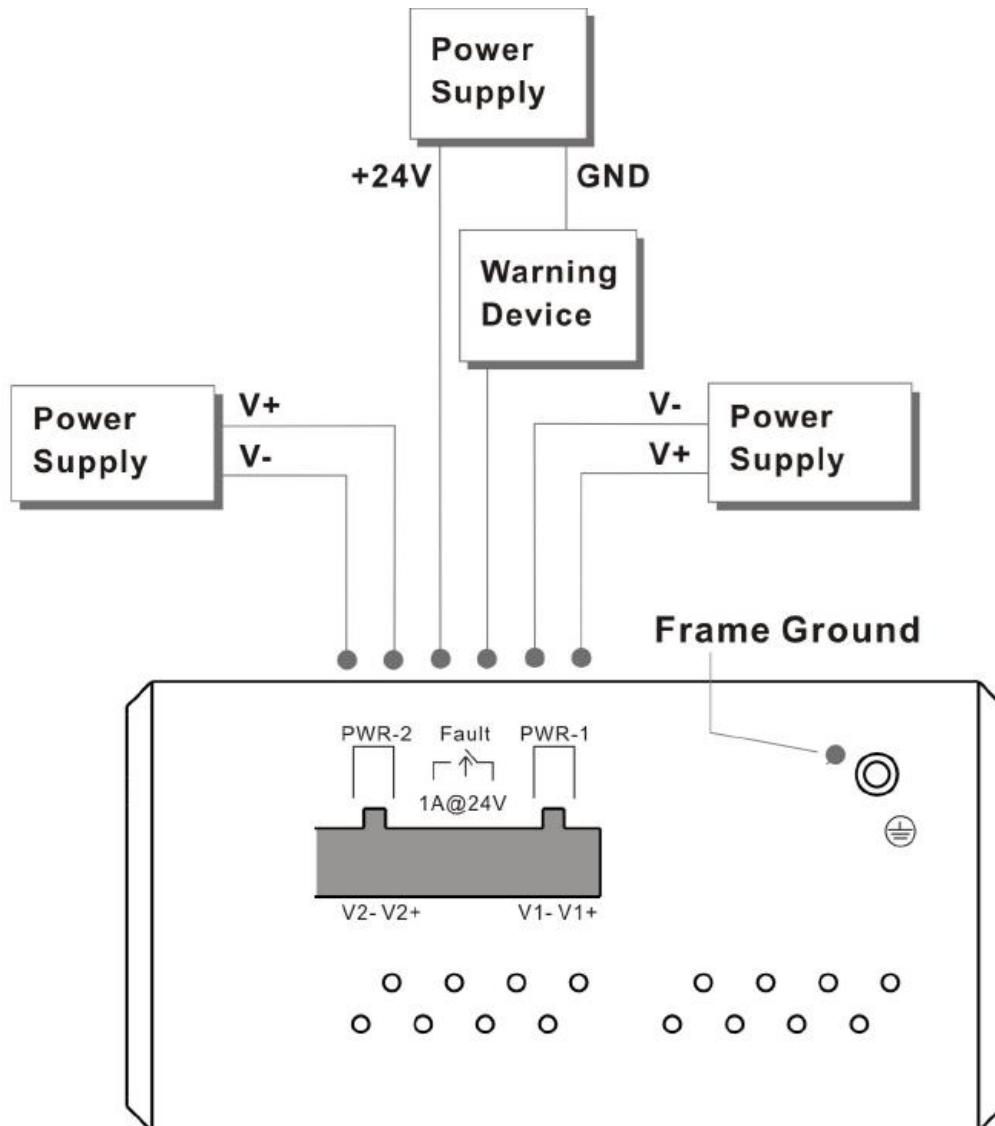 Power
Supply
+24V
GND
Warning
Device
Power
Supply
V+
V-
V-
V+
Power
Supply
Frame Ground
PWR-2
Fault
PWR-1
1A@24V
V2- V2+
V1- V1+